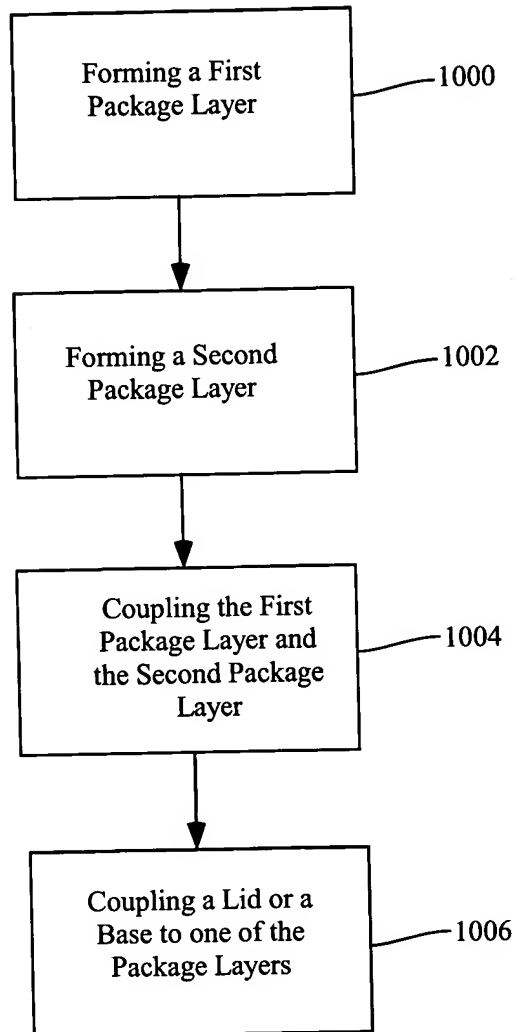 Forming a First
Package Layer
1000
Forming a Second
Package Layer
1002
Coupling the First
Package Layer and
the Second Package
Layer
1004
Coupling a Lid or a
Base to one of the
Package Layers
1006